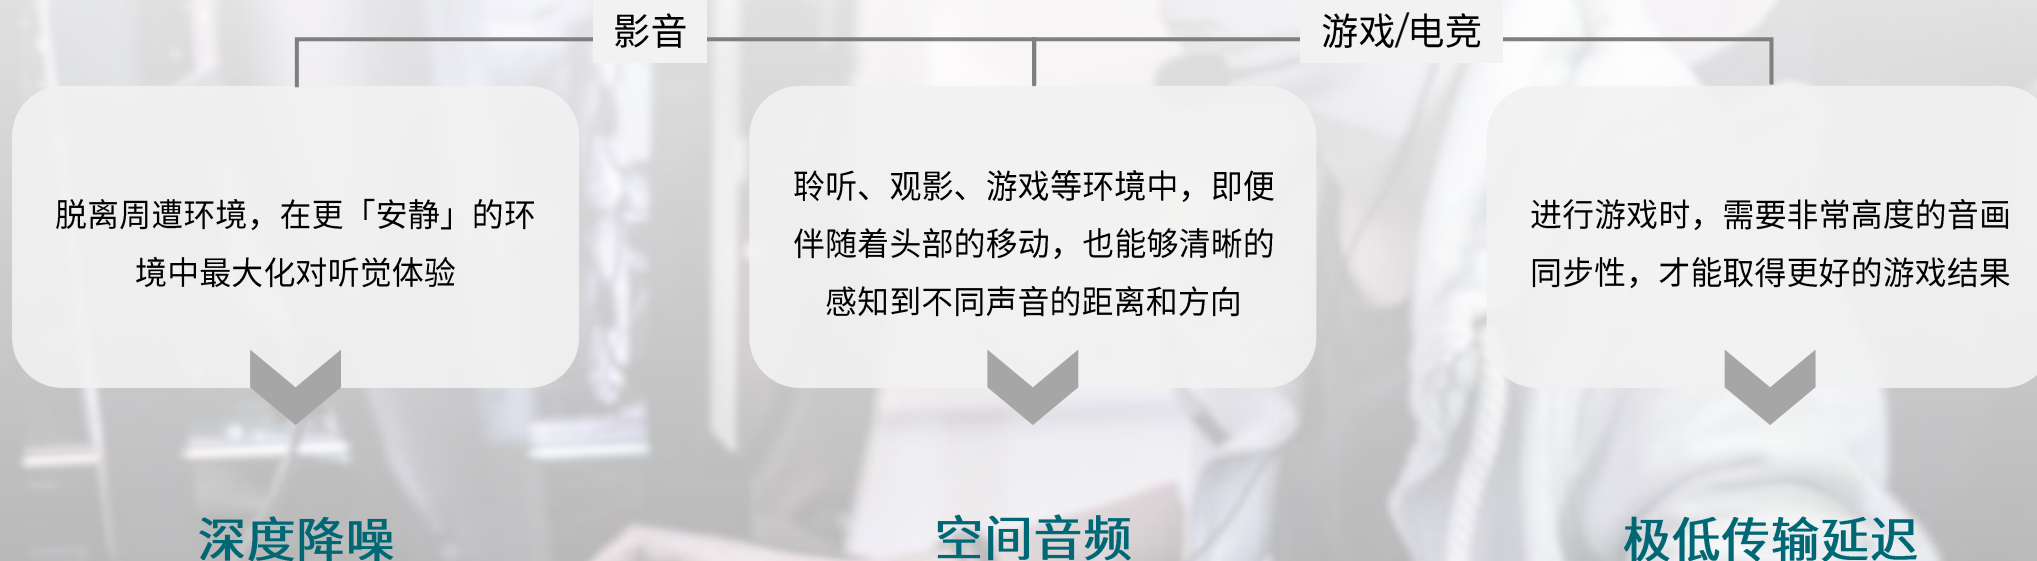 影音
游戏/电竞
脱离周遭环境，在更「安静」的环
境中最大化对听觉体验
聆听、观影、游戏等环境中，即便
伴随着头部的移动，也能够清晰的
感知到不同声音的距离和方向
进行游戏时，需要非常高度的音画
同步性，才能取得更好的游戏结果
深度降噪
空间音频
极低传输延迟